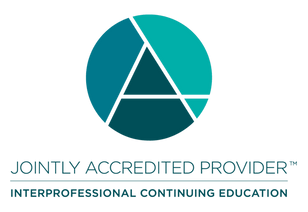 JOINTLY ACCREDITED PROVIDER™
INTERPROFESSIONAL CONTINUING EDUCATION